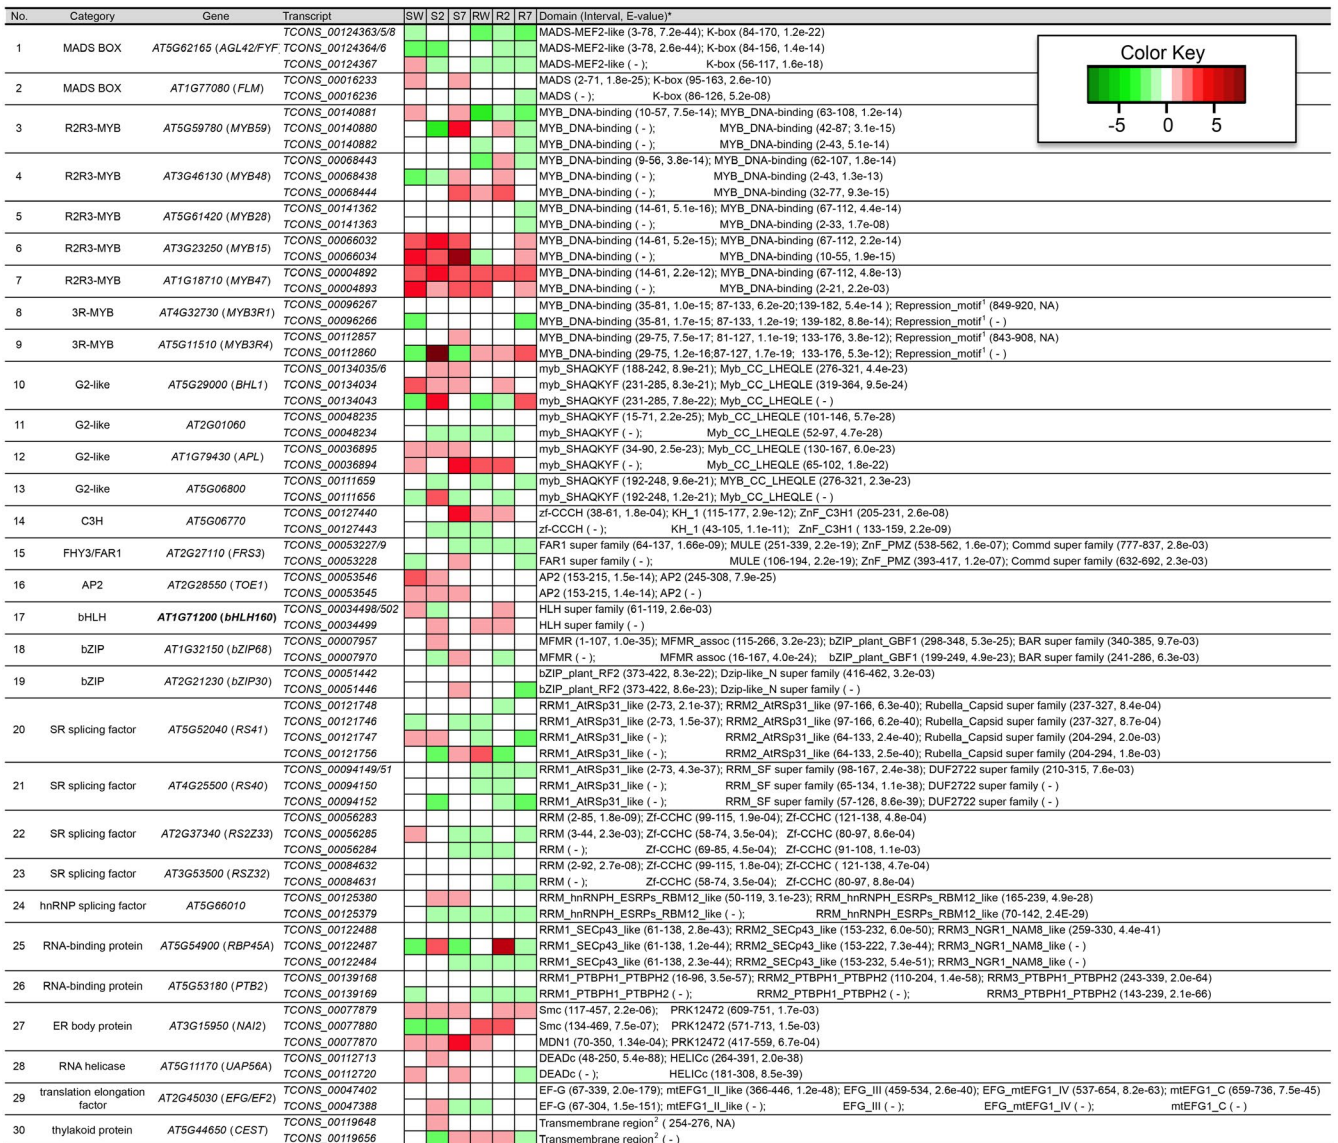 No. Category Gene Transcript SW S2 S7 RW R2 R7 Domain (Interval, E-value)*
TCONS_00124363/5/8 MADS-MEF2-like (3-78, 7.2e-44); K-box (84-170, 1.2e-22)
1 MADS BOX AT5G62165 (AGL42/FYF TCONS_00124364/6 MADS-MEF2-like (3-78, 2.6e-44); K-box (84-156, 1.4e-14)
TCONS_00124367 MADS-MEF2-like ( - ); K-box (56-117, 1.6e-18)
2 MADS BOX AT1G77080 (FLM) TCONS_00016233 MADS (2-71, 1.8e-25); K-box (95-163, 2.6e-10)
TCONS_00016236 MADS ( - ); K-box (86-126, 5.2e-08)
TCONS_00140881 MYB_DNA-binding (10-57, 7.5e-14); MYB_DNA-binding (63-108, 1.2e-14)
3 R2R3-MYB AT5G59780 (MYB59) TCONS_00140880 MYB_DNA-binding ( - ); MYB_DNA-binding (42-87; 3.1e-15)
TCONS_00140882 MYB_DNA-binding ( - ); MYB_DNA-binding (2-43, 5.1e-14)
TCONS_00068443 MYB_DNA-binding (9-56, 3.8e-14); MYB_DNA-binding (62-107, 1.8e-14)
4 R2R3-MYB AT3G46130 (MYB48) TCONS_00068438 MYB_DNA-binding ( - ); MYB_DNA-binding (2-43, 1.3e-13)
TCONS_00068444 MYB_DNA-binding ( - ); MYB_DNA-binding (32-77, 9.3e-15)
5 R2R3-MYB AT5G61420 (MYB28) TCONS_00141362 MYB_DNA-binding (14-61, 5.1e-16); MYB_DNA-binding (67-112, 4.4e-14)
TCONS_00141363 MYB_DNA-binding ( - ); MYB_DNA-binding (2-33, 1.7e-08)
6 R2R3-MYB AT3G23250 (MYB15) TCONS_00066032 MYB_DNA-binding (14-61, 5.2e-15); MYB_DNA-binding (67-112, 2.2e-14)
TCONS_00066034 MYB_DNA-binding ( - ); MYB_DNA-binding (10-55, 1.9e-15)
7 R2R3-MYB AT1G18710 (MYB47) TCONS_00004892 MYB_DNA-binding (14-61, 2.2e-12); MYB_DNA-binding (67-112, 4.8e-13)
TCONS_00004893 MYB_DNA-binding ( - ); MYB_DNA-binding (2-21, 2.2e-03)
8 3R-MYB AT4G32730 (MYB3R1) TCONS_00096267 MYB_DNA-binding (35-81, 1.0e-15; 87-133, 6.2e-20;139-182, 5.4e-14 ); Repression_motif¹ (849-920, NA)
TCONS_00096266 MYB_DNA-binding (35-81, 1.7e-15; 87-133, 1.2e-19; 139-182, 8.8e-14); Repression_motif¹ ( - )
9 3R-MYB AT5G11510 (MYB3R4) TCONS_00112857 MYB_DNA-binding (29-75, 7.5e-17; 81-127, 1.1e-19; 133-176, 3.8e-12); Repression_motif¹ (843-908, NA)
TCONS_00112860 MYB_DNA-binding (29-75, 1.2e-16;87-127, 1.7e-19; 133-176, 5.3e-12); Repression_motif¹ ( - )
TCONS_00134035/6 myb_SHAQKYF (188-242, 8.9e-21); Myb_CC_LHEQLE (276-321, 4.4e-23)
10 G2-like AT5G29000 (BHL1) TCONS_00134034 myb_SHAQKYF (231-285, 8.3e-21); Myb_CC_LHEQLE (319-364, 9.5e-24)
TCONS_00134043 myb_SHAQKYF (231-285, 7.8e-22); Myb_CC_LHEQLE ( - )
11 G2-like AT2G01060 TCONS_00048235 myb_SHAQKYF (15-71, 2.2e-25); Myb_CC_LHEQLE (101-146, 5.7e-28)
TCONS_00048234 myb_SHAQKYF ( - ); Myb_CC_LHEQLE (52-97, 4.7e-28)
12 G2-like AT1G79430 (APL) TCONS_00036895 myb_SHAQKYF (34-90, 2.5e-23); Myb_CC_LHEQLE (130-167, 6.0e-23)
TCONS_00036894 myb_SHAQKYF ( - ); Myb_CC_LHEQLE (65-102, 1.8e-22)
13 G2-like AT5G06800 TCONS_00111659 myb_SHAQKYF (192-248, 9.6e-21); MYB_CC_LHEQLE (276-321, 2.3e-23)
TCONS_00111656 myb_SHAQKYF (192-248, 1.2e-21); Myb_CC_LHEQLE ( - )
14 C3H AT5G06770 TCONS_00127440 zf-CCCH (38-61, 1.8e-04); KH_1 (115-177, 2.9e-12); ZnF_C3H1 (205-231, 2.6e-08)
TCONS_00127443 zf-CCCH ( - ); KH_1 (43-105, 1.1e-11); ZnF_C3H1 ( 133-159, 2.2e-09)
15 FHY3/FAR1 AT2G27110 (FRS3) TCONS_00053227/9 FAR1 super family (64-137, 1.66e-09); MULE (251-339, 2.2e-19); ZnF_PMZ (538-562, 1.6e-07); Commd super family (777-837, 2.8e-03)
TCONS_00053228 FAR1 super family ( - ); MULE (106-194, 2.2e-19); ZnF_PMZ (393-417, 1.2e-07); Commd super family (632-692, 2.3e-03)
16 AP2 AT2G28550 (TOE1) TCONS_00053546 AP2 (153-215, 1.5e-14); AP2 (245-308, 7.9e-25)
TCONS_00053545 AP2 (153-215, 1.4e-14); AP2 ( - )
17 bHLH AT1G71200 (bHLH160) TCONS_00034498/502 HLH super family (61-119, 2.6e-03)
TCONS_00034499 HLH super family ( - )
18 bZIP AT1G32150 (bZIP68) TCONS_00007957 MFMR (1-107, 1.0e-35); MFMR_assoc (115-266, 3.2e-23); bZIP_plant_GBF1 (298-348, 5.3e-25); BAR super family (340-385, 9.7e-03)
TCONS_00007970 MFMR ( - ); MFMR assoc (16-167, 4.0e-24); bZIP_plant_GBF1 (199-249, 4.9e-23); BAR super family (241-286, 6.3e-03)
19 bZIP AT2G21230 (bZIP30) TCONS_00051442 bZIP_plant_RF2 (373-422, 8.3e-22); Dzip-like_N super family (416-462, 3.2e-03)
TCONS_00051446 bZIP_plant_RF2 (373-422, 8.6e-23); Dzip-like_N super family ( - )
TCONS_00121748 RRM1_AtRSp31_like (2-73, 2.1e-37); RRM2_AtRSp31_like (97-166, 6.3e-40); Rubella_Capsid super family (237-327, 8.4e-04)
20 SR splicing factor AT5G52040 (RS41) TCONS_00121746 RRM1_AtRSp31_like (2-73, 1.5e-37); RRM2_AtRSp31_like (97-166, 6.2e-40); Rubella_Capsid super family (237-327, 8.7e-04)
TCONS_00121747 RRM1_AtRSp31_like ( - ); RRM2_AtRSp31_like (64-133, 2.4e-40); Rubella_Capsid super family (204-294, 2.0e-03)
TCONS_00121756 RRM1_AtRSp31_like ( - ); RRM2_AtRSp31_like (64-133, 2.5e-40); Rubella_Capsid super family (204-294, 1.8e-03)
TCONS_00094149/51 RRM1_AtRSp31_like (2-73, 4.3e-37); RRM_SF super family (98-167, 2.4e-38); DUF2722 super family (210-315, 7.6e-03)
21 SR splicing factor AT4G25500 (RS40) TCONS_00094150 RRM1_AtRSp31_like ( - ); RRM_SF super family (65-134, 1.1e-38); DUF2722 super family ( - )
TCONS_00094152 RRM1_AtRSp31_like ( - ); RRM_SF super family (57-126, 8.6e-39); DUF2722 super family ( - )
TCONS_00056283 RRM (2-85, 1.8e-09); Zf-CCHC (99-115, 1.9e-04); Zf-CCHC (121-138, 4.8e-04)
22 SR splicing factor AT2G37340 (RS2Z33) TCONS_00056285 RRM (3-44, 2.3e-03); Zf-CCHC (58-74, 3.5e-04); Zf-CCHC (80-97, 8.6e-04)
TCONS_00056284 RRM ( - ); Zf-CCHC (69-85, 4.5e-04); Zf-CCHC (91-108, 1.1e-03)
23 SR splicing factor AT3G53500 (RSZ32) TCONS_00084632 RRM (2-92, 2.7e-08); Zf-CCHC (99-115, 1.8e-04); Zf-CCHC ( 121-138, 4.7e-04)
TCONS_00084631 RRM ( - ); Zf-CCHC (58-74, 3.5e-04); Zf-CCHC (80-97, 8.8e-04)
24 hnRNP splicing factor AT5G66010 TCONS_00125380 RRM_hnRNPH_ESRPs_RBM12_like (50-119, 3.1e-23); RRM_hnRNPH_ESRPs_RBM12_like (165-239, 4.9e-28)
TCONS_00125379 RRM_hnRNPH_ESRPs_RBM12_like ( - ); RRM_hnRNPH_ESRPs_RBM12_like (70-142, 2.4E-29)
TCONS_00122488 RRM1_SECp43_like (61-138, 2.8e-43); RRM2_SECp43_like (153-232, 6.0e-50); RRM3_NGR1_NAM8_like (259-330, 4.4e-41)
25 RNA-binding protein AT5G54900 (RBP45A) TCONS_00122487 RRM1_SECp43_like (61-138, 1.2e-44); RRM2_SECp43_like (153-222, 7.3e-44); RRM3_NGR1_NAM8_like ( - )
TCONS_00122484 RRM1_SECp43_like (61-138, 2.3e-44); RRM2_SECp43_like (153-232, 5.4e-51); RRM3_NGR1_NAM8_like ( - )
26 RNA-binding protein AT5G53180 (PTB2) TCONS_00139168 RRM1_PTBPH1_PTBPH2 (16-96, 3.5e-57); RRM2_PTBPH1_PTBPH2 (110-204, 1.4e-58); RRM3_PTBPH1_PTBPH2 (243-339, 2.0e-64)
TCONS_00139169 RRM1_PTBPH1_PTBPH2 ( - ); RRM2_PTBPH1_PTBPH2 ( - ); RRM3_PTBPH1_PTBPH2 (143-239, 2.1e-66)
TCONS_00077879 Smc (117-457, 2.2e-06); PRK12472 (609-751, 1.7e-03)
27 ER body protein AT3G15950 (NAI2) TCONS_00077880 Smc (134-469, 7.5e-07); PRK12472 (571-713, 1.5e-03)
TCONS_00077870 MDN1 (70-350, 1.34e-04); PRK12472 (417-559, 6.7e-04)
28 RNA helicase AT5G11170 (UAP56A) TCONS_00112713 DEADc (48-250, 5.4e-88); HELICc (264-391, 2.0e-38)
TCONS_00112720 DEADc ( - ); HELICc (181-308, 8.5e-39)
29 translation elongation factor AT2G45030 (EFG/EF2) TCONS_00047402 EF-G (67-339, 2.0e-179); mtEFG1_II_like (366-446, 1.2e-48); EFG_III (459-534, 2.6e-40); EFG_mtEFG1_IV (537-654, 8.2e-63); mtEFG1_C (659-736, 7.5e-45)
TCONS_00047388 EF-G (67-304, 1.5e-151); mtEFG1_II_like ( - ); EFG_III ( - ); EFG_mtEFG1_IV ( - ); mtEFG1_C ( - )
30 thylakoid protein AT5G44650 (CEST) TCONS_00119648 Transmembrane region² ( 254-276, NA)
TCONS_00119656 Transmembrane region² ( - )
Color Key
-5 0 5